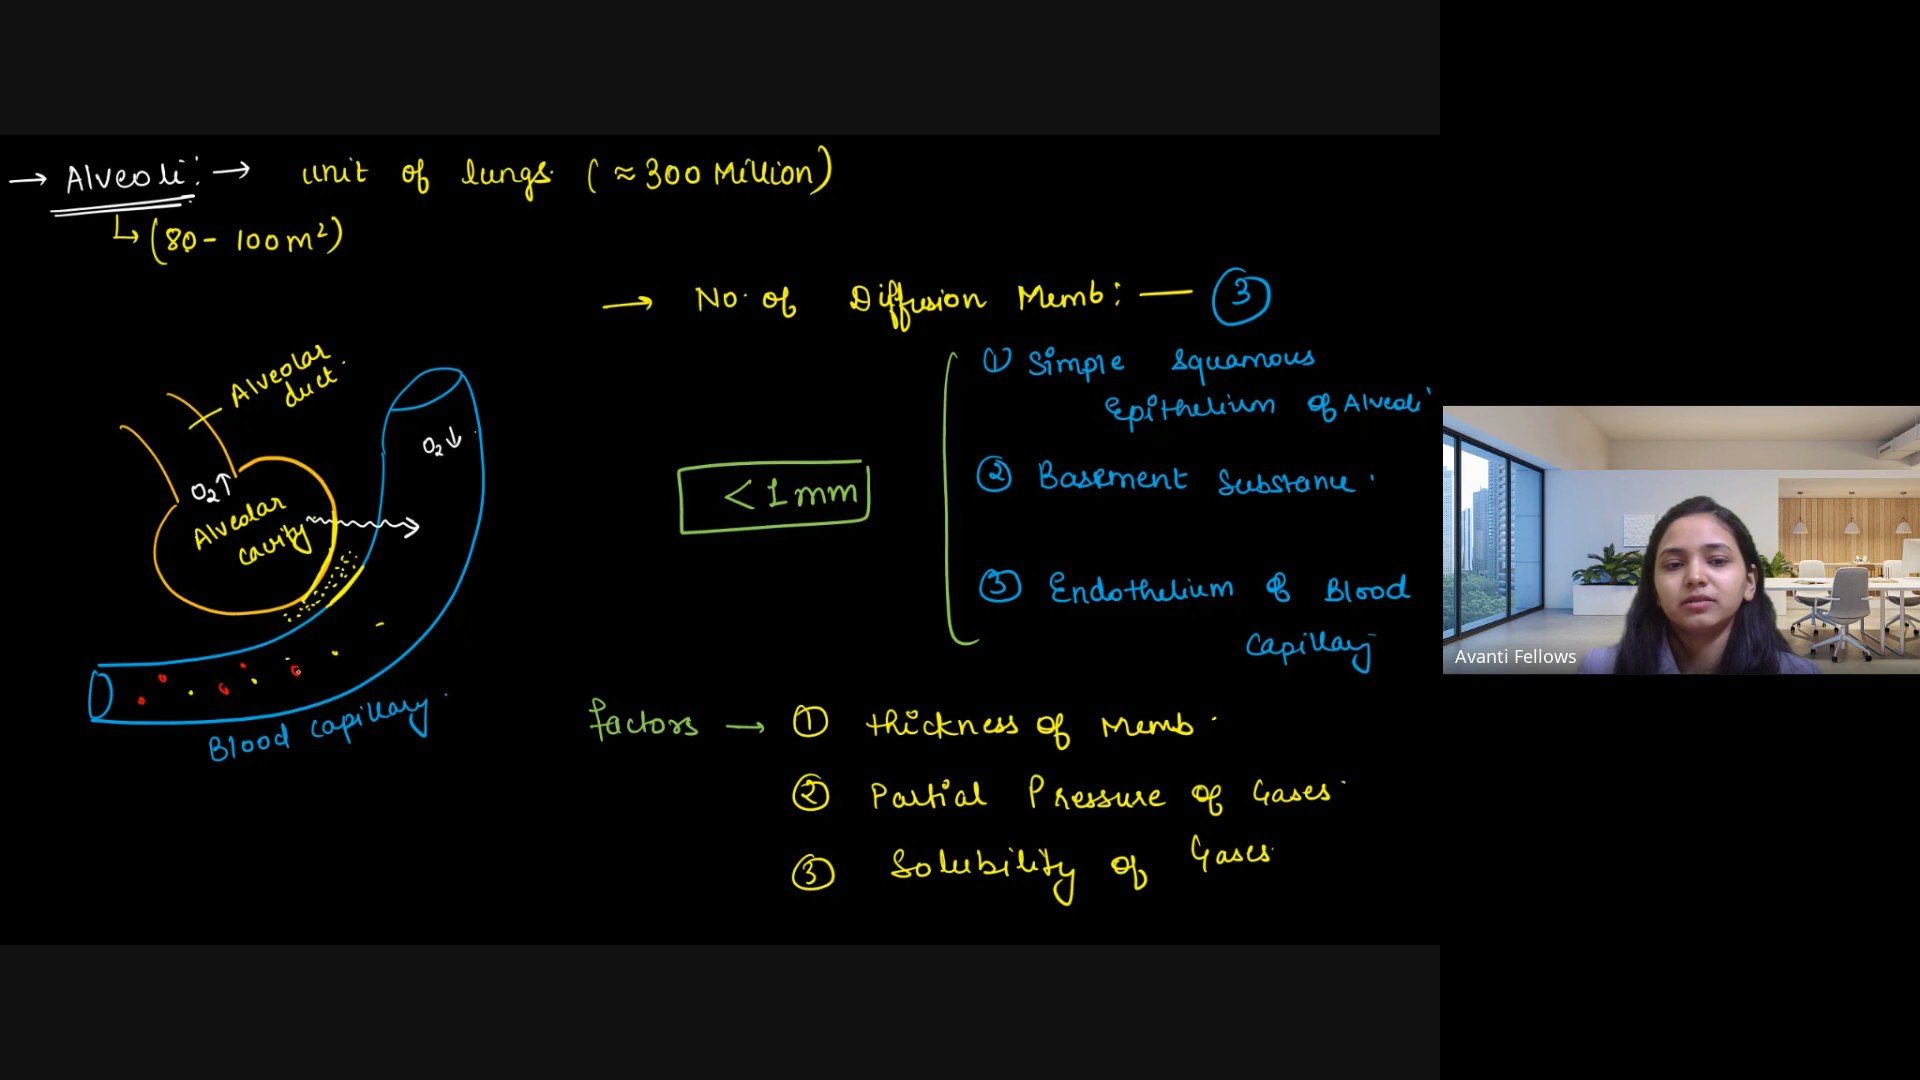 → Alveoli: → unit of lungs. (≈300 Million)
↳ (80 - 100 m²)
→ No. of Diffusion Memb: — ③
① Simple Squamous
Epithelium of Alveoli
② Basement Substance.
③ Endothelium of Blood
Capillary
< 1 mm
Alveolar
duct.
O₂↑
Alveolar
cavity
O₂↓
Blood capillary.
factors → ① thickness of Memb.
② Partial Pressure of Gases.
③ Solubility of Gases.
Avanti Fellows